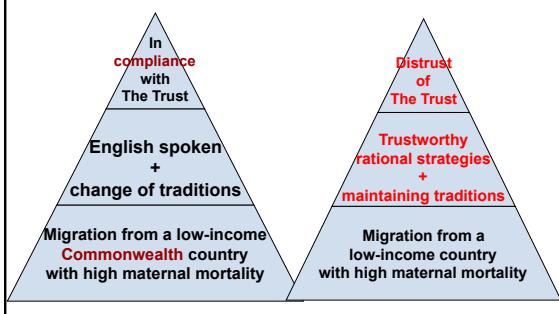 In
compliance
with
The Trust
English spoken
+
change of traditions
Migration from a low-income
Commonwealth country
with high maternal mortality
Distrust
of
The Trust
Trustworthy
rational strategies
+
maintaining traditions
Migration from a
low-income country
with high maternal mortality